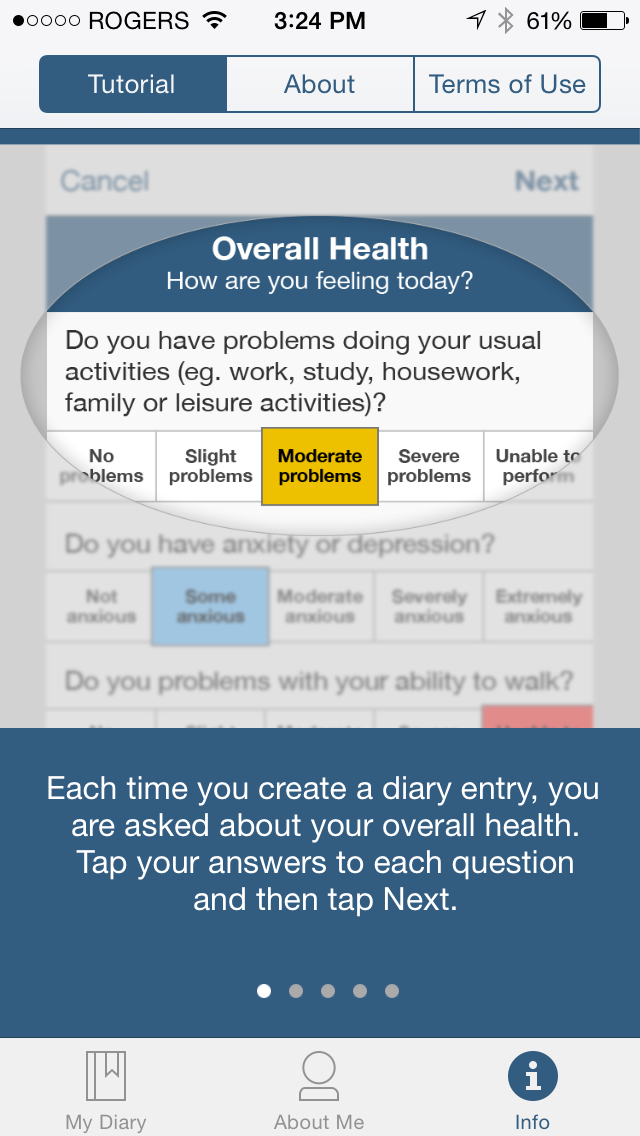 ROGERS 3:24 PM 61%
Tutorial About Terms of Use
Cancel Next
Overall Health
How are you feeling today?
Do you have problems doing your usual
activities (eg. work, study, housework,
family or leisure activities)?
No Slight Moderate Severe Unable to
problems problems problems problems perform
Do you have anxiety or depression?
Not Some Moderate Severely Extremely
anxious anxious anxious anxious anxious
Do you problems with your ability to walk?
Each time you create a diary entry, you
are asked about your overall health.
Tap your answers to each question
and then tap Next.
My Diary About Me Info